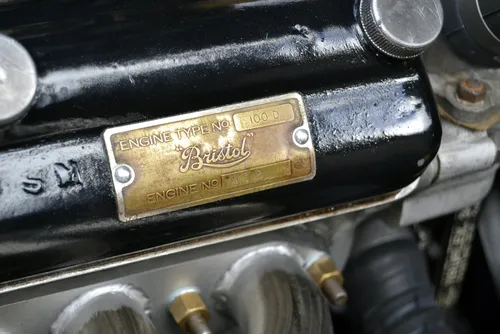 ENGINE TYPE NO 100 D
"Bristol"
ENGINE NO